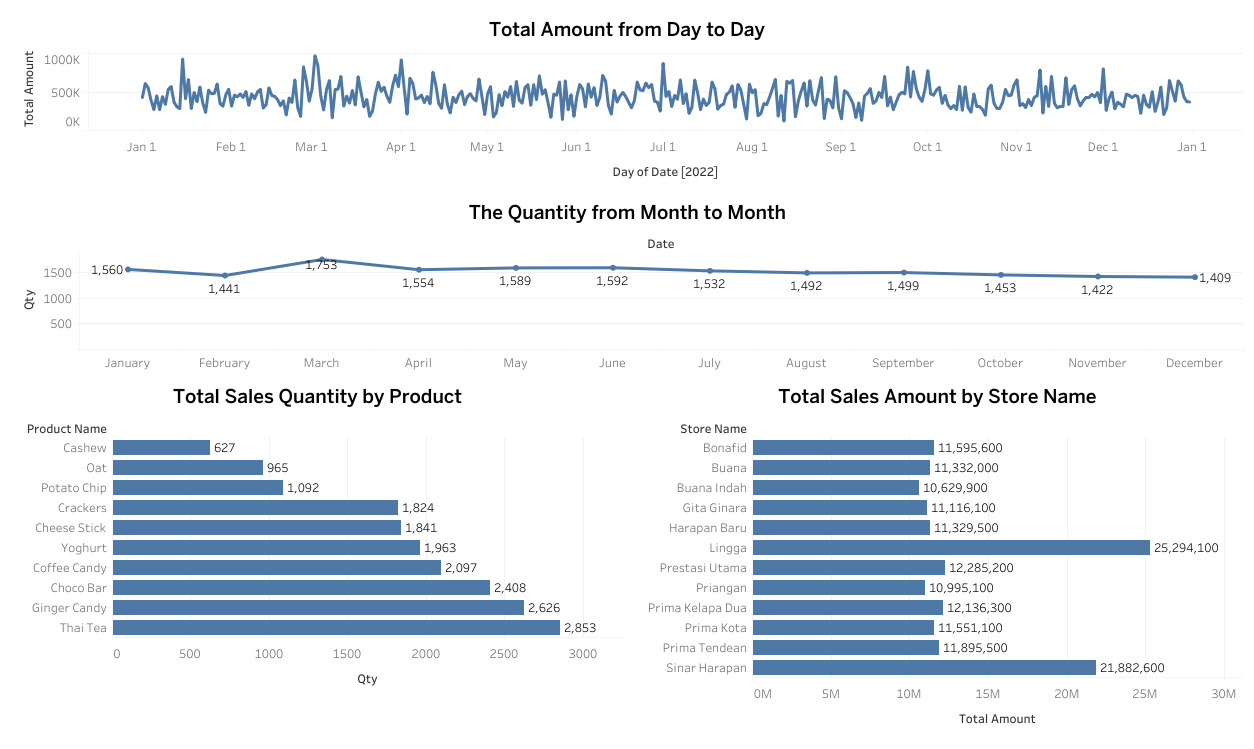 Total Amount from Day to Day
Total Amount
1000K
500K
0K
Jan 1 Feb 1 Mar 1 Apr 1 May 1 Jun 1 Jul 1 Aug 1 Sep 1 Oct 1 Nov 1 Dec 1 Jan 1
Day of Date [2022]
The Quantity from Month to Month
Date
Qty
1500
1000
500
1,560 1,441 1,753 1,554 1,589 1,592 1,532 1,492 1,499 1,453 1,422 1,409
January February March April May June July August September October November December
Total Sales Quantity by Product
Product Name
Cashew 627
Oat 965
Potato Chip 1,092
Crackers 1,824
Cheese Stick 1,841
Yoghurt 1,963
Coffee Candy 2,097
Choco Bar 2,408
Ginger Candy 2,626
Thai Tea 2,853
0 500 1000 1500 2000 2500 3000
Qty
Total Sales Amount by Store Name
Store Name
Bonafid 11,595,600
Buana 11,332,000
Buana Indah 10,629,900
Gita Ginara 11,116,100
Harapan Baru 11,329,500
Lingga 25,294,100
Prestasi Utama 12,285,200
Priangan 10,995,100
Prima Kelapa Dua 12,136,300
Prima Kota 11,551,100
Prima Tendean 11,895,500
Sinar Harapan 21,882,600
0M 5M 10M 15M 20M 25M 30M
Total Amount